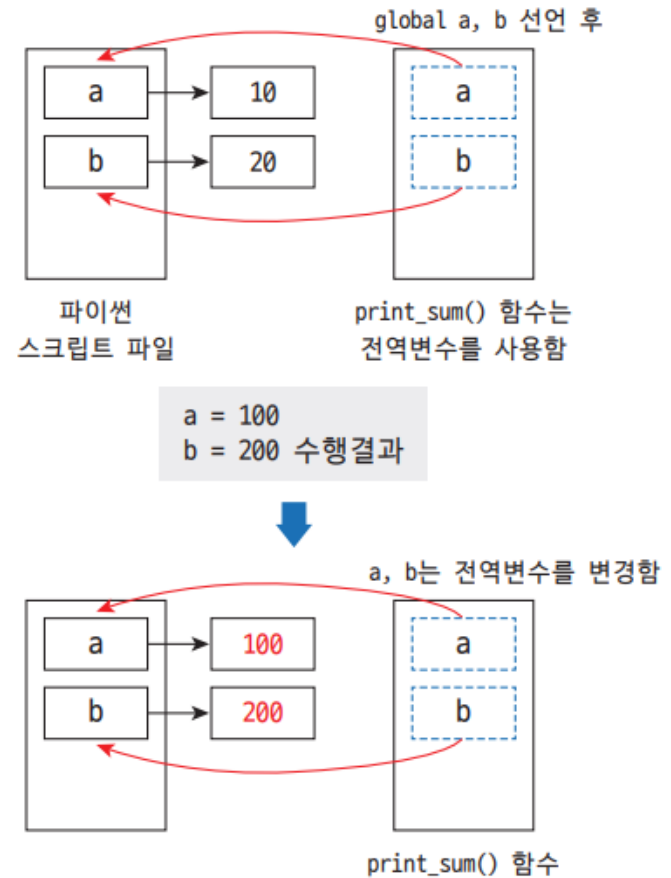 global a, b 선언 후
a
10
a
b
20
b
파이썬
스크립트 파일
print_sum() 함수는
전역변수를 사용함
a = 100
b = 200 수행결과
a, b는 전역변수를 변경함
a
100
a
b
200
b
print_sum() 함수